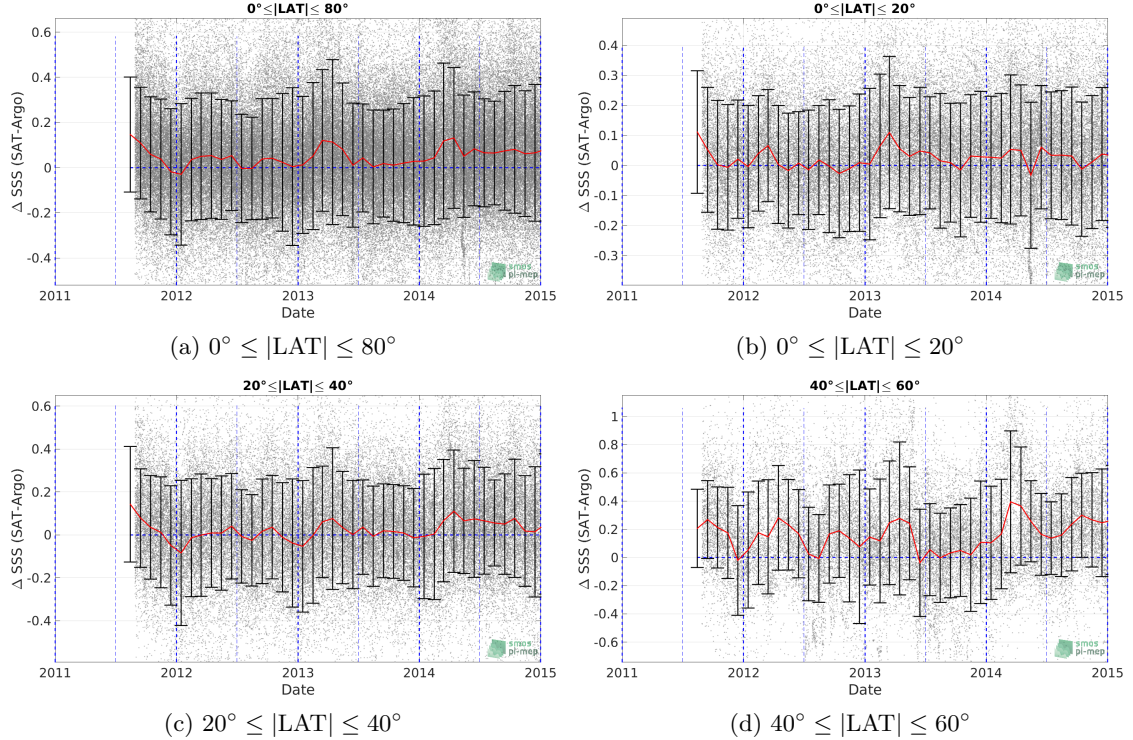 0°≤|LAT|≤ 80°
Δ SSS (SAT-Argo)
0.6
0.4
0.2
0
-0.2
-0.4
2011
2012
2013
2014
2015
Date
smos
pi-mep
(a) 0° ≤ |LAT| ≤ 80°
0°≤|LAT|≤ 20°
Δ SSS (SAT-Argo)
0.4
0.3
0.2
0.1
0
-0.1
-0.2
-0.3
2011
2012
2013
2014
2015
Date
smos
pi-mep
(b) 0° ≤ |LAT| ≤ 20°
20°≤|LAT|≤ 40°
Δ SSS (SAT-Argo)
0.6
0.4
0.2
0
-0.2
-0.4
2011
2012
2013
2014
2015
Date
smos
pi-mep
(c) 20° ≤ |LAT| ≤ 40°
40°≤|LAT|≤ 60°
Δ SSS (SAT-Argo)
1
0.8
0.6
0.4
0.2
0
-0.2
-0.4
-0.6
2011
2012
2013
2014
2015
Date
smos
pi-mep
(d) 40° ≤ |LAT| ≤ 60°